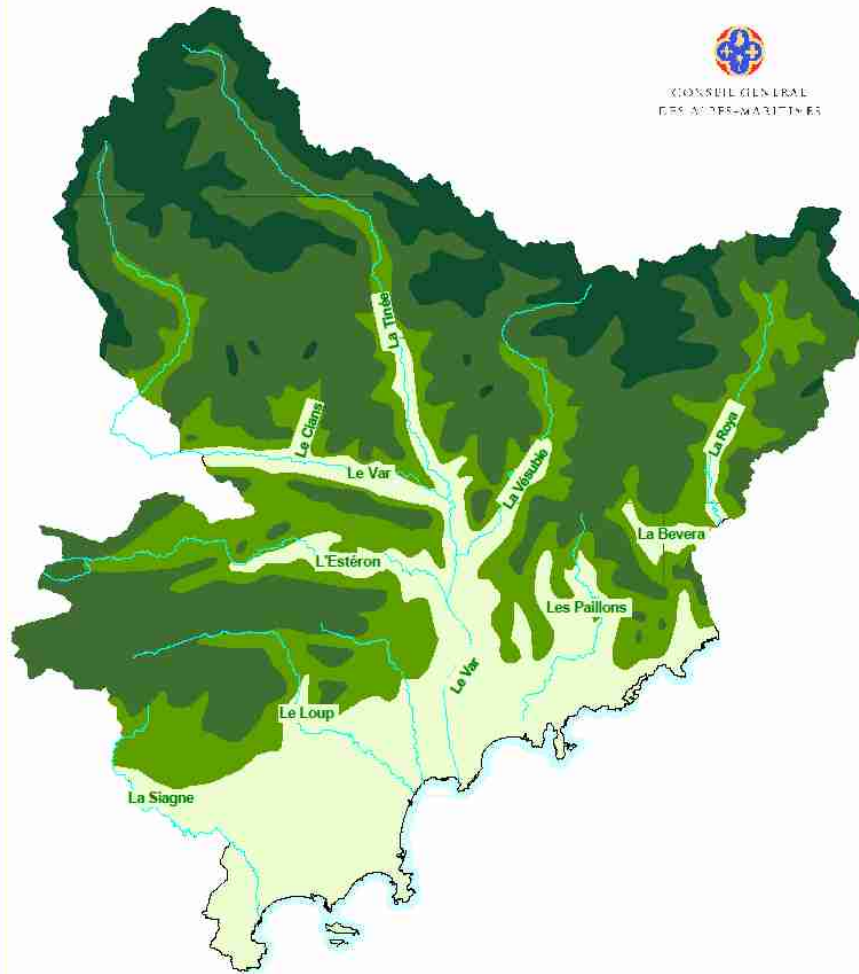 CONSEIL GENERAL
DES ALPES-MARITIMES
La Tinée
Le Cians
La Roya
Le Var
La Vésubie
La Bevera
L'Estéron
Les Paillons
Le Var
Le Loup
La Siagne